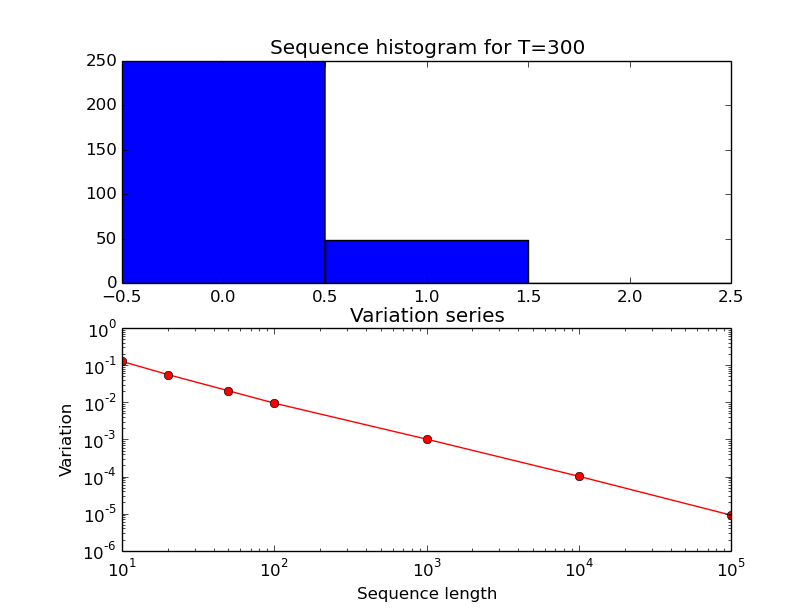 Sequence histogram for T=300
250
200
150
100
50
0
−0.5 0.0 0.5 1.0 1.5 2.0 2.5
Variation series
Variation
10^0
10^-1
10^-2
10^-3
10^-4
10^-5
10^-6
10^1 10^2 10^3 10^4 10^5
Sequence length